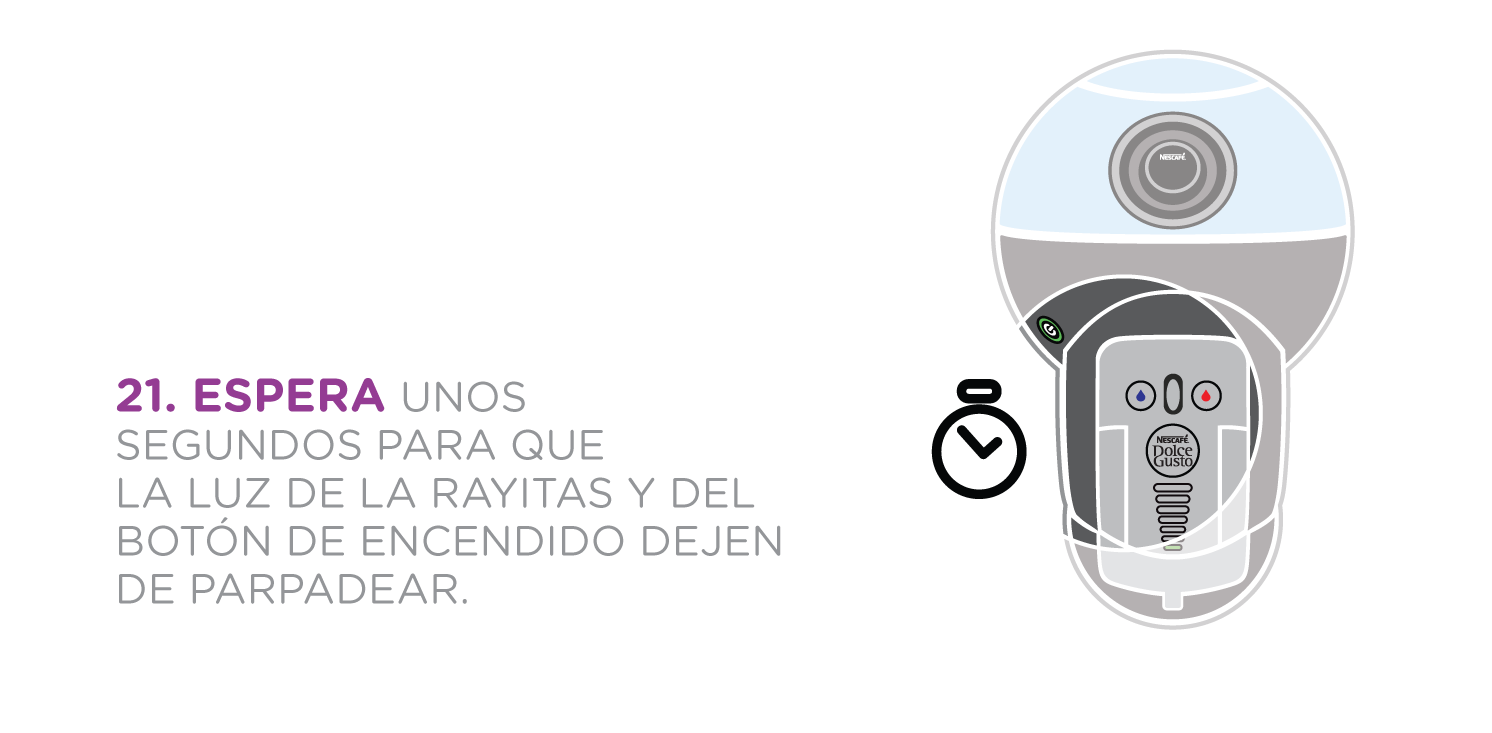 21. ESPERA UNOS
SEGUNDOS PARA QUE
LA LUZ DE LA RAYITAS Y DEL
BOTÓN DE ENCENDIDO DEJEN
DE PARPADEAR.
NESCAFÉ
NESCAFÉ
Dolce
Gusto